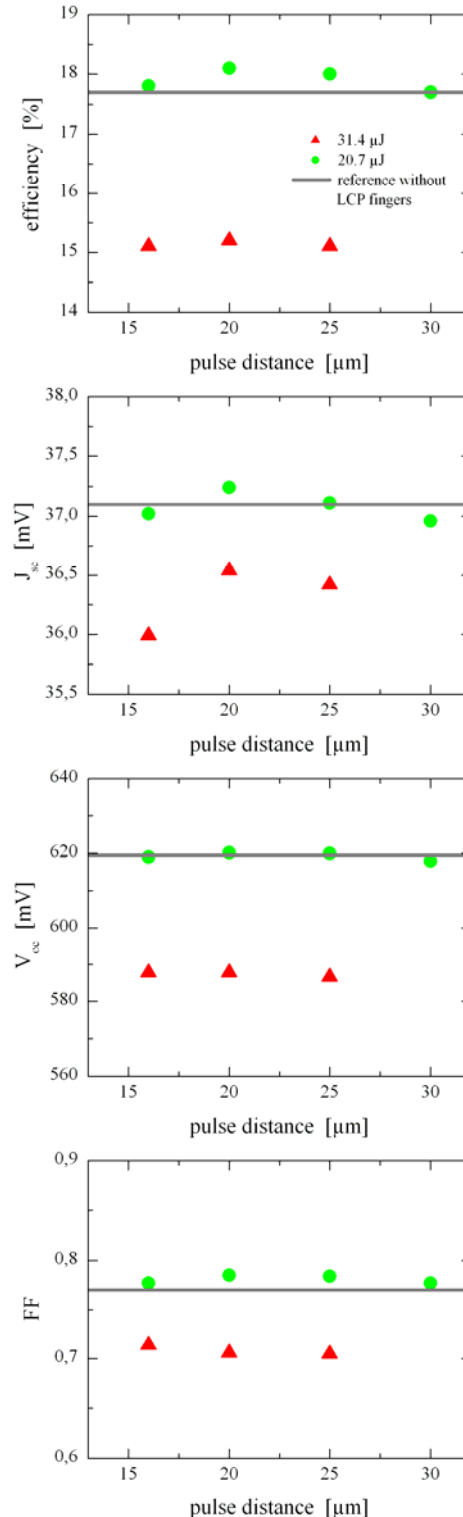 19
18
17
16
15
14
efficiency [%]
31.4 µJ
20.7 µJ
reference without
LCP fingers
15 20 25 30
pulse distance [µm]
38,0
37,5
37,0
36,5
36,0
35,5
J_sc [mV]
15 20 25 30
pulse distance [µm]
640
620
600
580
560
V_oc [mV]
15 20 25 30
pulse distance [µm]
0,9
0,8
0,7
0,6
FF
15 20 25 30
pulse distance [µm]